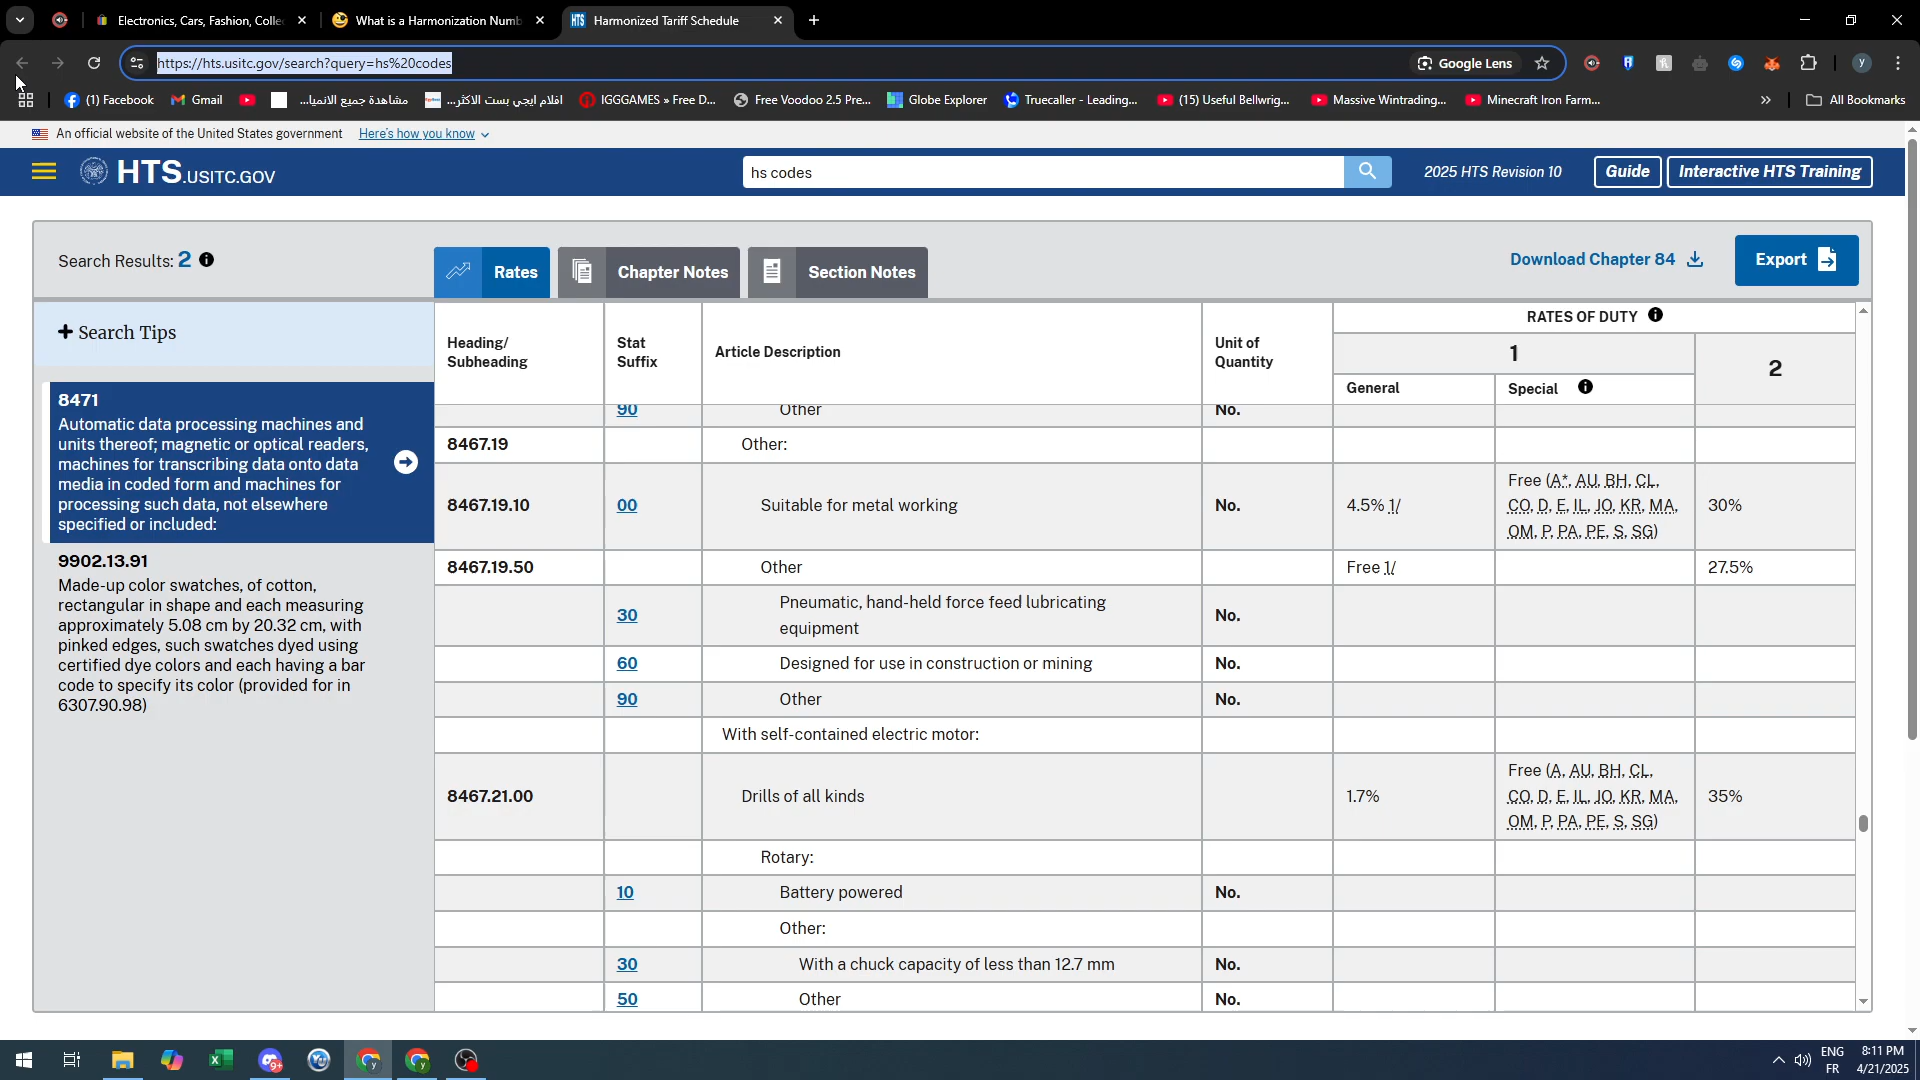 Electronics, Cars, Fashion, Colle
What is a Harmonization Numb
HTS
Harmonized Tariff Schedule
https://hts.usitc.gov/search?query=hs%20codes
Google Lens
y
(1) Facebook
Gmail
مشاهدة جميع الانميا...
افلام ايجي بست الاكثر...
IGGGAMES » Free D...
Free Voodoo 2.5 Pre...
Globe Explorer
Truecaller - Leading...
(15) Useful Bellwrig...
Massive Wintrading...
Minecraft Iron Farm...
»
All Bookmarks
An official website of the United States government
Here's how you know
HTS.USITC.GOV
hs codes
2025 HTS Revision 10
Guide
Interactive HTS Training
Search Results: 2
Rates
Chapter Notes
Section Notes
Download Chapter 84
Export
+ Search Tips
8471
Automatic data processing machines and
units thereof; magnetic or optical readers,
machines for transcribing data onto data
media in coded form and machines for
processing such data, not elsewhere
specified or included:
9902.13.91
Made-up color swatches, of cotton,
rectangular in shape and each measuring
approximately 5.08 cm by 20.32 cm, with
pinked edges, such swatches dyed using
certified dye colors and each having a bar
code to specify its color (provided for in
6307.90.98)
Heading/
Subheading
Stat
Suffix
Article Description
Unit of
Quantity
RATES OF DUTY
1
2
General
Special
90 Other No.
8467.19 Other:
8467.19.10 00 Suitable for metal working No. 4.5% 1/ Free (A*, AU, BH, CL,
CO, D, E, IL, JO, KR, MA,
OM, P, PA, PE, S, SG) 30%
8467.19.50 Other Free 1/ 27.5%
30 Pneumatic, hand-held force feed lubricating
equipment No.
60 Designed for use in construction or mining No.
90 Other No.
With self-contained electric motor:
8467.21.00 Drills of all kinds 1.7% Free (A, AU, BH, CL,
CO, D, E, IL, JO, KR, MA,
OM, P, PA, PE, S, SG) 35%
Rotary:
10 Battery powered No.
Other:
30 With a chuck capacity of less than 12.7 mm No.
50 Other No.
9+
ENG
FR
8:11 PM
4/21/2025